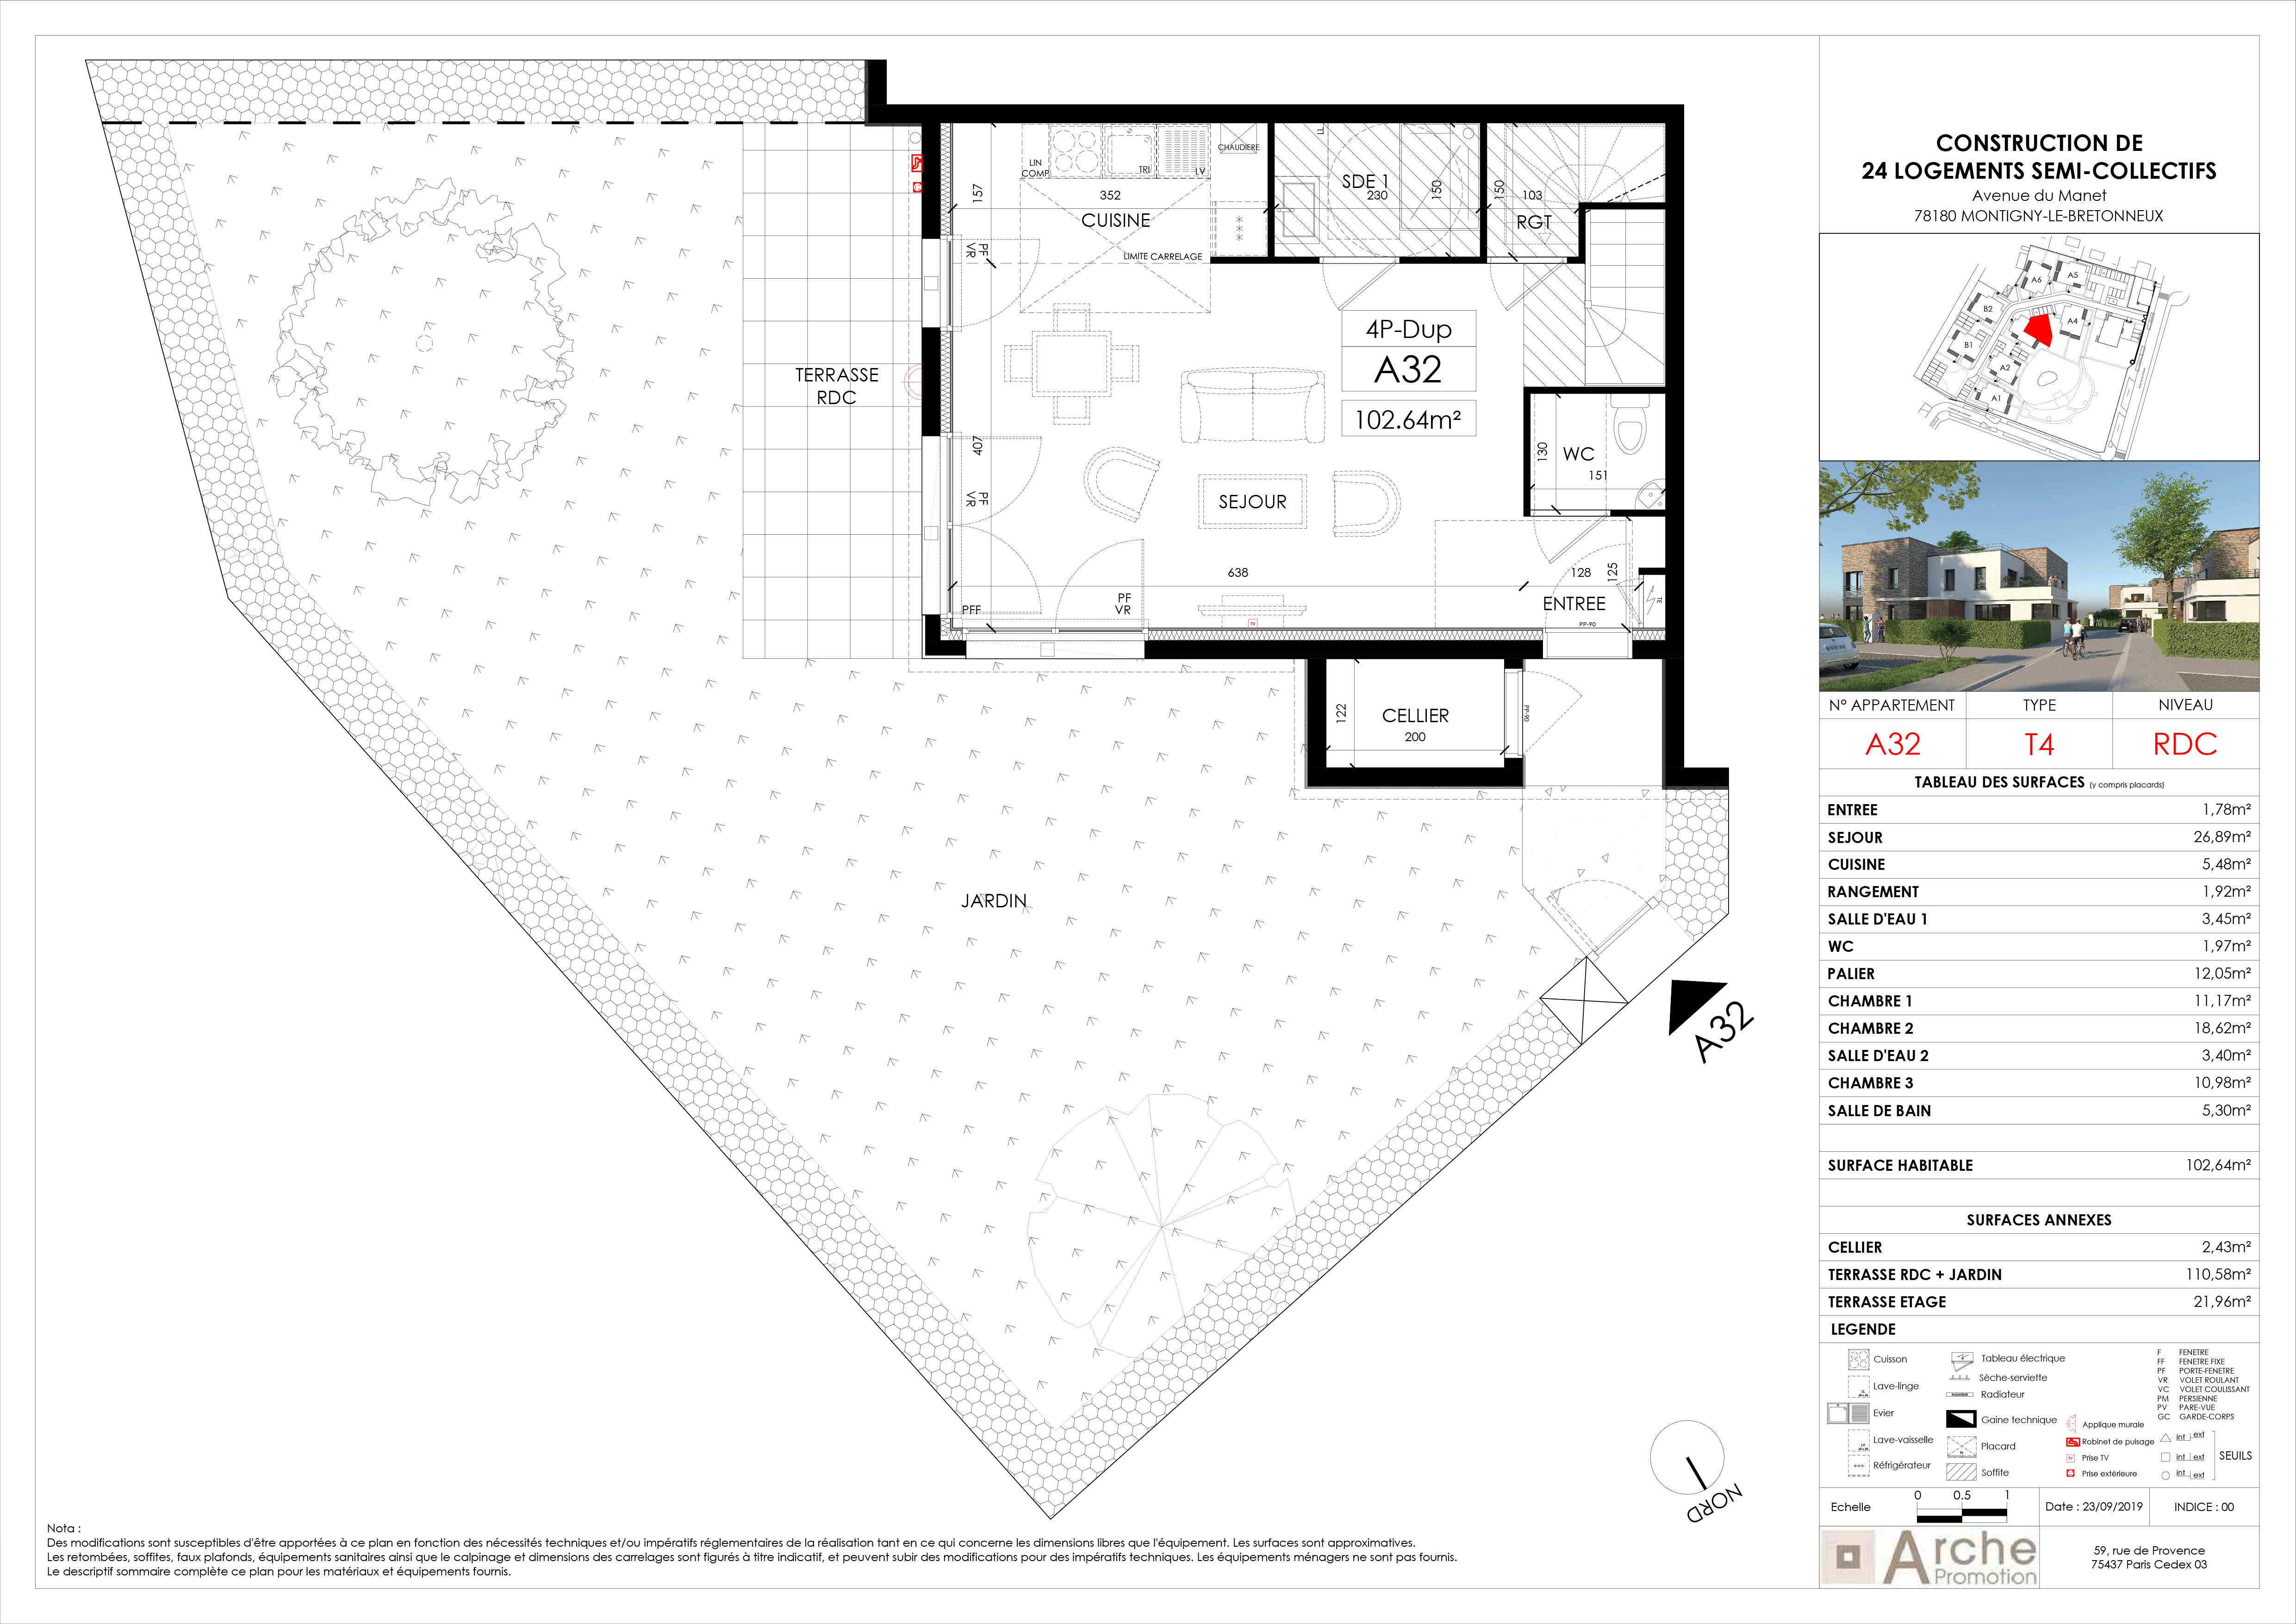 CHAUDIERE
LIN
COMP
TRI
LV
LL
SDE 1
230
150
150
103
RGT
157
352
CUISINE
PF
VR
LIMITE CARRELAGE
4P-Dup
A32
102.64m²
TERRASSE
RDC
407
PF
VR
SEJOUR
130
WC
151
638
128
125
TE
PFF
PF
VR
TV
ENTREE
PP-90
122
CELLIER
200
PP-90
JARDIN
A32
NORD
Nota :
Des modifications sont susceptibles d'être apportées à ce plan en fonction des nécessités techniques et/ou impératifs réglementaires de la réalisation tant en ce qui concerne les dimensions libres que l'équipement. Les surfaces sont approximatives.
Les retombées, soffites, faux plafonds, équipements sanitaires ainsi que le calpinage et dimensions des carrelages sont figurés à titre indicatif, et peuvent subir des modifications pour des impératifs techniques. Les équipements ménagers ne sont pas fournis.
Le descriptif sommaire complète ce plan pour les matériaux et équipements fournis.
CONSTRUCTION DE
24 LOGEMENTS SEMI-COLLECTIFS
Avenue du Manet
78180 MONTIGNY-LE-BRETONNEUX
A6
A5
B2
A4
B1
A2
A1
N° APPARTEMENT TYPE NIVEAU
A32 T4 RDC
TABLEAU DES SURFACES (y compris placards)
ENTREE 1,78m²
SEJOUR 26,89m²
CUISINE 5,48m²
RANGEMENT 1,92m²
SALLE D'EAU 1 3,45m²
WC 1,97m²
PALIER 12,05m²
CHAMBRE 1 11,17m²
CHAMBRE 2 18,62m²
SALLE D'EAU 2 3,40m²
CHAMBRE 3 10,98m²
SALLE DE BAIN 5,30m²
SURFACE HABITABLE 102,64m²
SURFACES ANNEXES
CELLIER 2,43m²
TERRASSE RDC + JARDIN 110,58m²
TERRASSE ETAGE 21,96m²
LEGENDE
Cuisson
Lave-linge
Evier
Lave-vaisselle
Réfrigérateur
Tableau électrique
Sèche-serviette
RADIATEUR Radiateur
Gaine technique
Placard
Soffite
Applique murale
Robinet de puisage
TV Prise TV
Prise extérieure
F FENETRE
FF FENETRE FIXE
PF PORTE-FENETRE
VR VOLET ROULANT
VC VOLET COULISSANT
PM PERSIENNE
PV PARE-VUE
GC GARDE-CORPS
int ext
int ext
int ext
SEUILS
Echelle 0 0.5 1
Date : 23/09/2019
INDICE : 00
Arche
Promotion
59, rue de Provence
75437 Paris Cedex 03